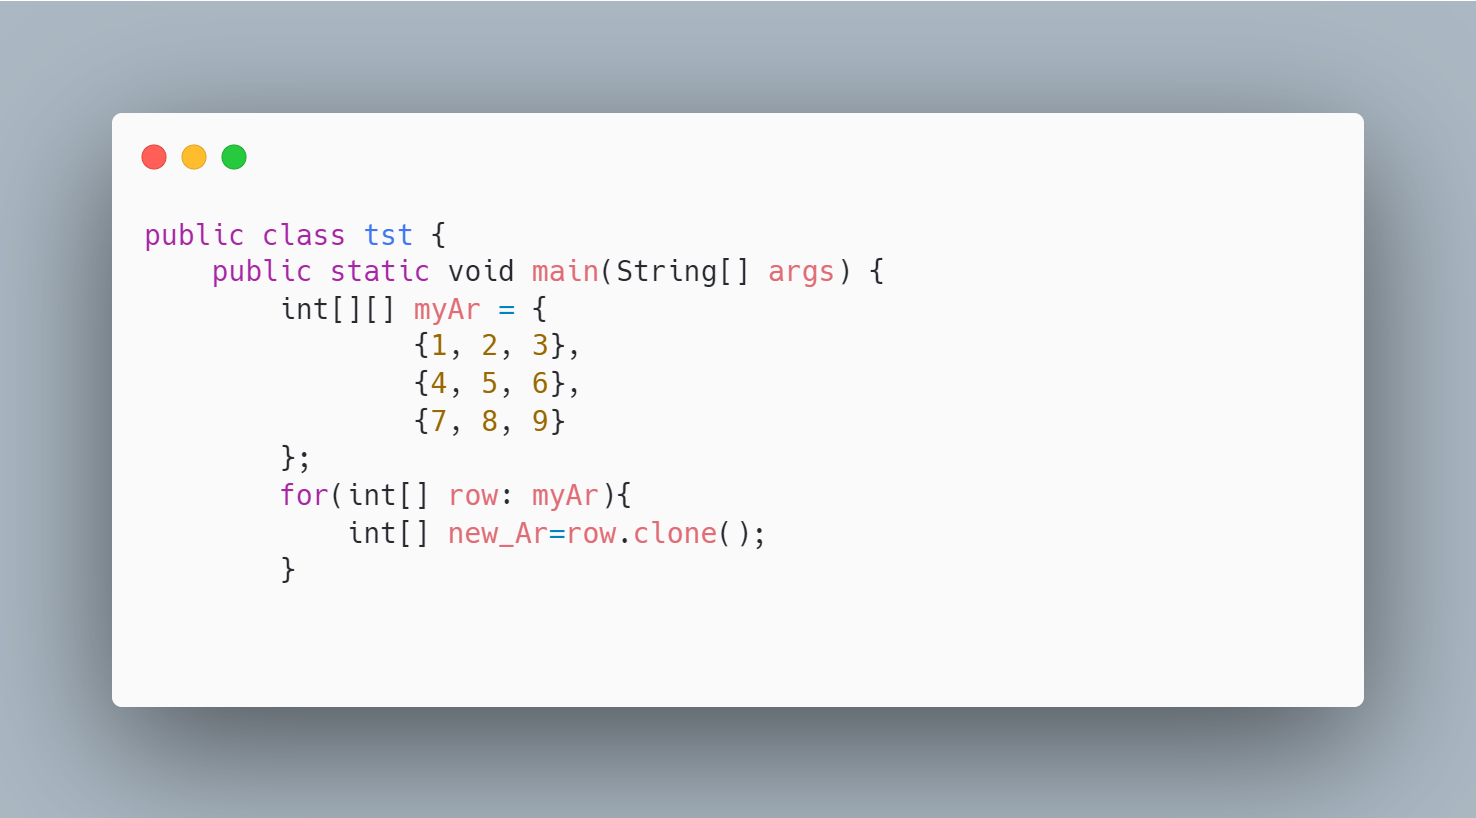 public class tst {
    public static void main(String[] args) {
        int[][] myAr = {
                {1, 2, 3},
                {4, 5, 6},
                {7, 8, 9}
        };
        for(int[] row: myAr){
            int[] new_Ar=row.clone();
        }